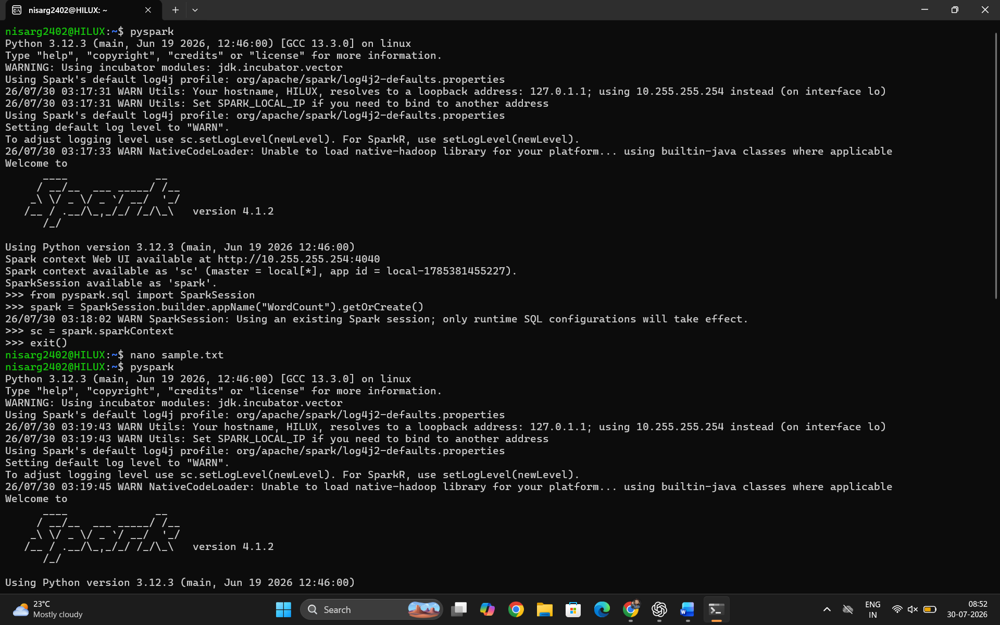 nisarg2402@HILUX: ~
nisarg2402@HILUX:~$ pyspark
Python 3.12.3 (main, Jun 19 2026, 12:46:00) [GCC 13.3.0] on linux
Type "help", "copyright", "credits" or "license" for more information.
WARNING: Using incubator modules: jdk.incubator.vector
Using Spark's default log4j profile: org/apache/spark/log4j2-defaults.properties
26/07/30 03:17:31 WARN Utils: Your hostname, HILUX, resolves to a loopback address: 127.0.1.1; using 10.255.255.254 instead (on interface lo)
26/07/30 03:17:31 WARN Utils: Set SPARK_LOCAL_IP if you need to bind to another address
Using Spark's default log4j profile: org/apache/spark/log4j2-defaults.properties
Setting default log level to "WARN".
To adjust logging level use sc.setLogLevel(newLevel). For SparkR, use setLogLevel(newLevel).
26/07/30 03:17:33 WARN NativeCodeLoader: Unable to load native-hadoop library for your platform... using builtin-java classes where applicable
Welcome to
      ____              __
     / __/__  ___ _____/ /__
    _\ \/ _ \/ _ `/ __/  '_/
   /__ / .__/\_,_/_/ /_/\_\   version 4.1.2
      /_/
Using Python version 3.12.3 (main, Jun 19 2026 12:46:00)
Spark context Web UI available at http://10.255.255.254:4040
Spark context available as 'sc' (master = local[*], app id = local-1785381455227).
SparkSession available as 'spark'.
>>> from pyspark.sql import SparkSession
>>> spark = SparkSession.builder.appName("WordCount").getOrCreate()
26/07/30 03:18:02 WARN SparkSession: Using an existing Spark session; only runtime SQL configurations will take effect.
>>> sc = spark.sparkContext
>>> exit()
nisarg2402@HILUX:~$ nano sample.txt
nisarg2402@HILUX:~$ pyspark
Python 3.12.3 (main, Jun 19 2026, 12:46:00) [GCC 13.3.0] on linux
Type "help", "copyright", "credits" or "license" for more information.
WARNING: Using incubator modules: jdk.incubator.vector
Using Spark's default log4j profile: org/apache/spark/log4j2-defaults.properties
26/07/30 03:19:43 WARN Utils: Your hostname, HILUX, resolves to a loopback address: 127.0.1.1; using 10.255.255.254 instead (on interface lo)
26/07/30 03:19:43 WARN Utils: Set SPARK_LOCAL_IP if you need to bind to another address
Using Spark's default log4j profile: org/apache/spark/log4j2-defaults.properties
Setting default log level to "WARN".
To adjust logging level use sc.setLogLevel(newLevel). For SparkR, use setLogLevel(newLevel).
26/07/30 03:19:45 WARN NativeCodeLoader: Unable to load native-hadoop library for your platform... using builtin-java classes where applicable
Welcome to
      ____              __
     / __/__  ___ _____/ /__
    _\ \/ _ \/ _ `/ __/  '_/
   /__ / .__/\_,_/_/ /_/\_\   version 4.1.2
      /_/
Using Python version 3.12.3 (main, Jun 19 2026 12:46:00)
23°C
Mostly cloudy
Search
ENG
IN
08:52
30-07-2026